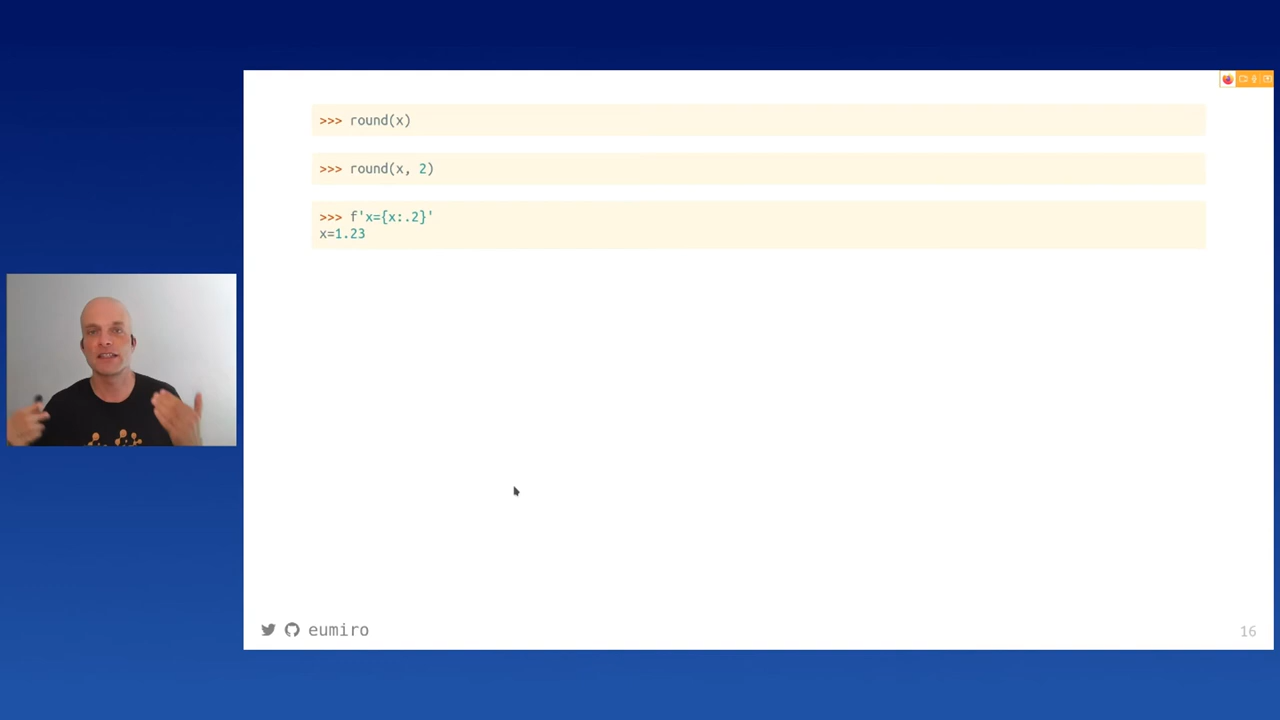 >>> round(x)
>>> round(x, 2)
>>> f'x={x:.2}'
x=1.23
eumiro
16